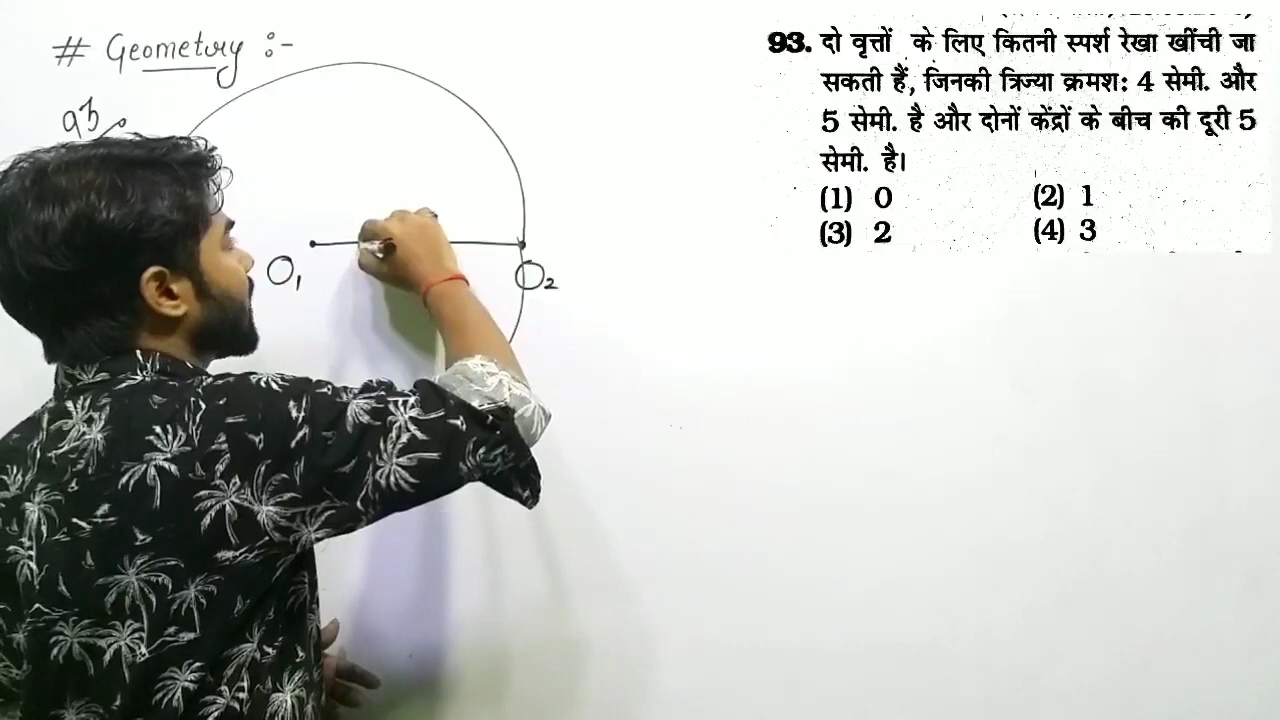 # Geometry :-
93
O₁
O₂
93. दो वृत्तों के लिए कितनी स्पर्श रेखा खींची जा
सकती हैं, जिनकी त्रिज्या क्रमश: 4 सेमी. और
5 सेमी. है और दोनों केंद्रों के बीच की दूरी 5
सेमी. है।
(1) 0 (2) 1
(3) 2 (4) 3